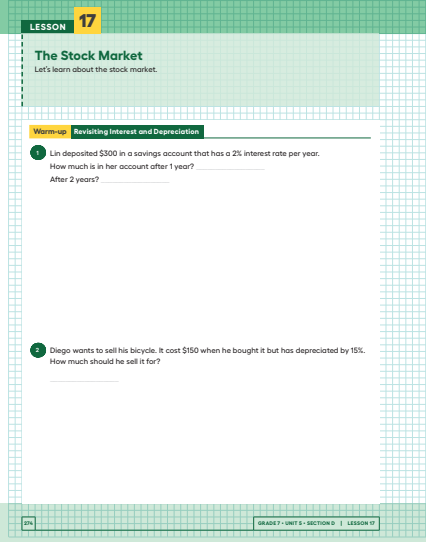 LESSON 17
The Stock Market
Let's learn about the stock market.
Warm-up Revisiting Interest and Depreciation
1 Lin deposited $300 in a savings account that has a 2% interest rate per year.
How much is in her account after 1 year?
After 2 years?
2 Diego wants to sell his bicycle. It cost $150 when he bought it but has depreciated by 15%.
How much should he sell it for?
274 GRADE 7 • UNIT 5 • SECTION D | LESSON 17